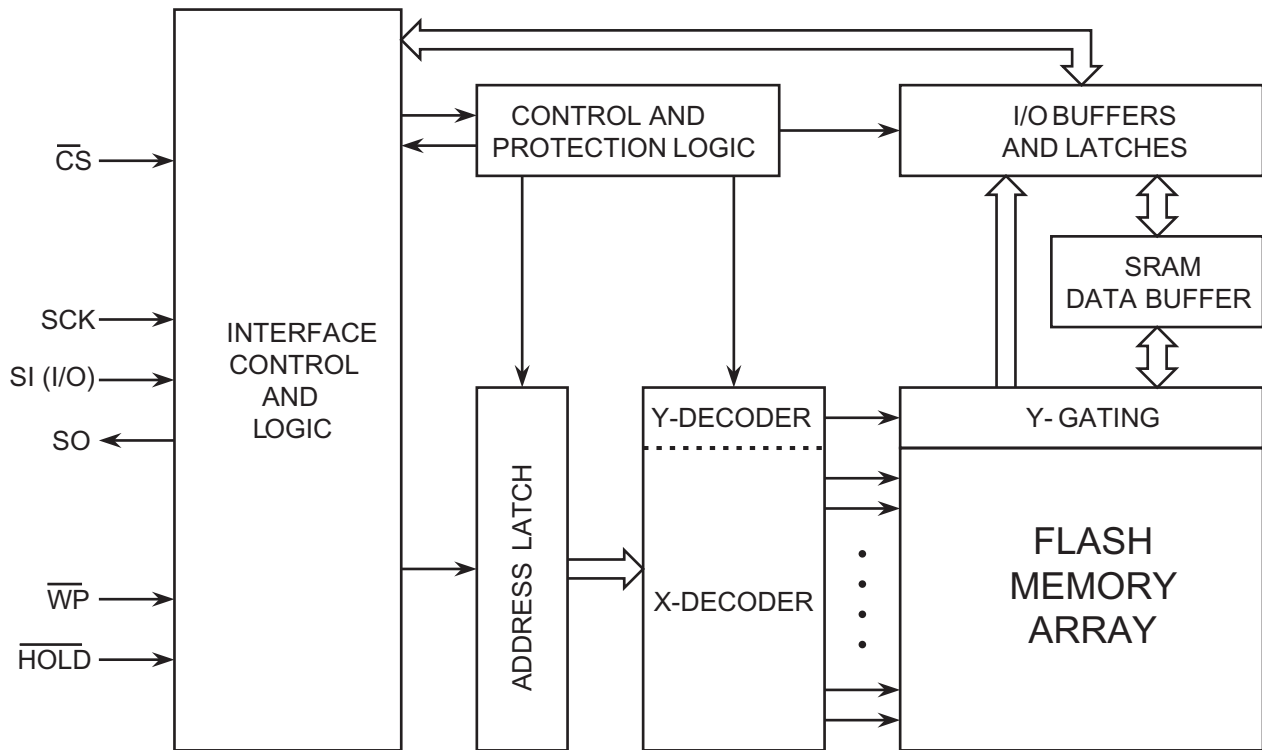 CS
SCK
SI (I/O)
SO
WP
HOLD
INTERFACE
CONTROL
AND
LOGIC
CONTROL AND
PROTECTION LOGIC
I/O BUFFERS
AND LATCHES
SRAM
DATA BUFFER
ADDRESS LATCH
Y-DECODER
X-DECODER
Y- GATING
FLASH
MEMORY
ARRAY